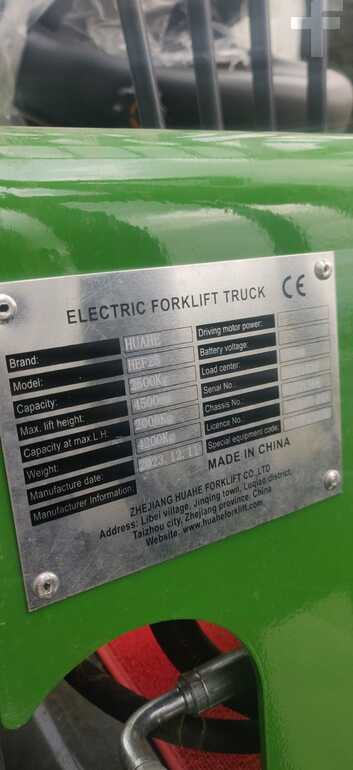 ELECTRIC FORKLIFT TRUCK CE
Brand: HUAHE
Model: HEF25
Capacity: 2500Kg
Max. lift height: 4500
Capacity at max.L.H:
Weight: 4200Kg
Manufacture date: 2023.12.11
Manufacturer Information:
Driving motor power:
Battery voltage:
Load center:
Serial No.:
Chassis No.:
Licence No.:
Special equipment code:
MADE IN CHINA
ZHEJIANG HUAHE FORKLIFT CO.,LTD
Address: Libei village, xinqing town, Luqiao district,
Taizhou city, Zhejiang province, China
Website: www.huaheforklift.com